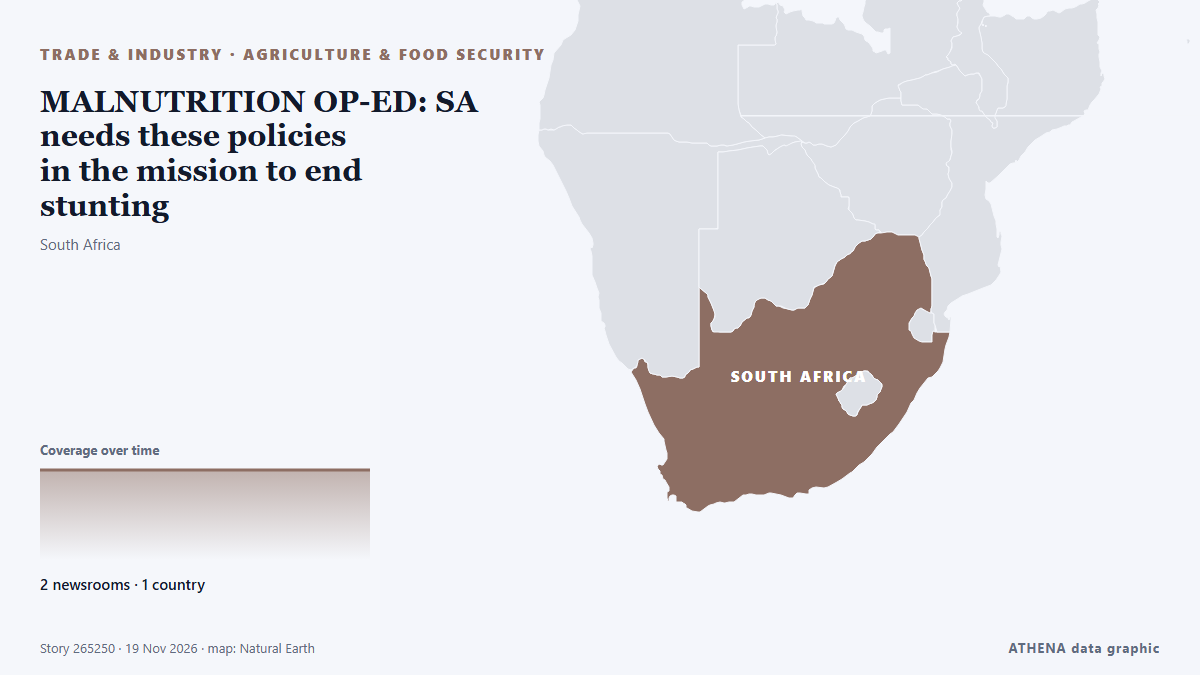 TRADE & INDUSTRY · AGRICULTURE & FOOD SECURITY
MALNUTRITION OP-ED: SA
needs these policies
in the mission to end
stunting
South Africa
SOUTH AFRICA
Coverage over time
2 newsrooms · 1 country
Story 265250 · 19 Nov 2026 · map: Natural Earth
ATHENA data graphic